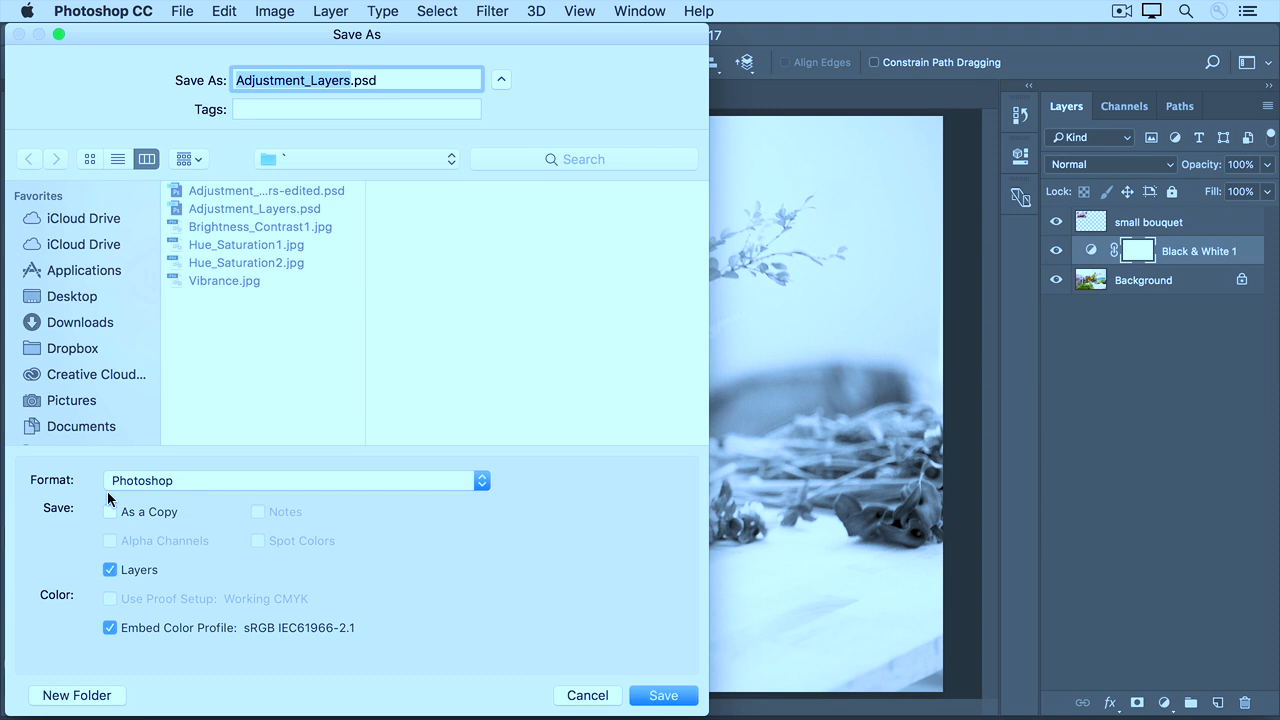 Photoshop CC File Edit Image Layer Type Select Filter 3D View Window Help
Save As
17
Save As: Adjustment_Layers.psd
Tags:
Align Edges Constrain Path Dragging
Layers Channels Paths
Kind
Normal Opacity: 100%
Lock: Fill: 100%
small bouquet
Black & White 1
Background
` Search
Favorites
iCloud Drive
iCloud Drive
Applications
Desktop
Downloads
Dropbox
Creative Cloud...
Pictures
Documents
Adjustment_...rs-edited.psd
Adjustment_Layers.psd
Brightness_Contrast1.jpg
Hue_Saturation1.jpg
Hue_Saturation2.jpg
Vibrance.jpg
Format: Photoshop
Save: As a Copy Notes
Alpha Channels Spot Colors
Layers
Color: Use Proof Setup: Working CMYK
Embed Color Profile: sRGB IEC61966-2.1
New Folder Cancel Save
fx